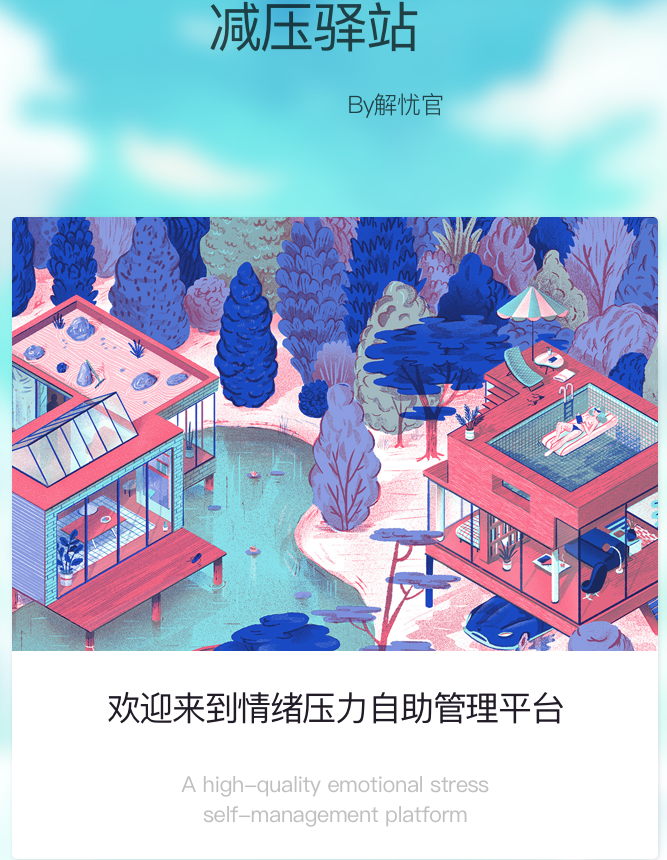 减压驿站
By解忧官
欢迎来到情绪压力自助管理平台
A high-quality emotional stress
self-management platform